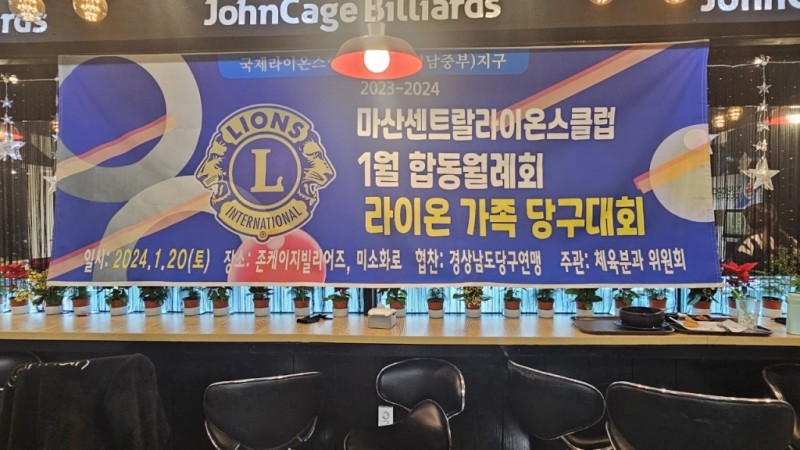 JohnCage Billiards
국제라이온스 남중부)지구
2023-2024
LIONS
L
INTERNATIONAL
마산센트랄라이온스클럽
1월 합동월례회
라이온 가족 당구대회
일시: 2024.1.20(토) 장소: 존케이지빌리어즈, 미소화로 협찬: 경상남도당구연맹 주관: 체육분과 위원회